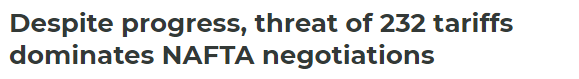 Despite progress, threat of 232 tariffs
dominates NAFTA negotiations